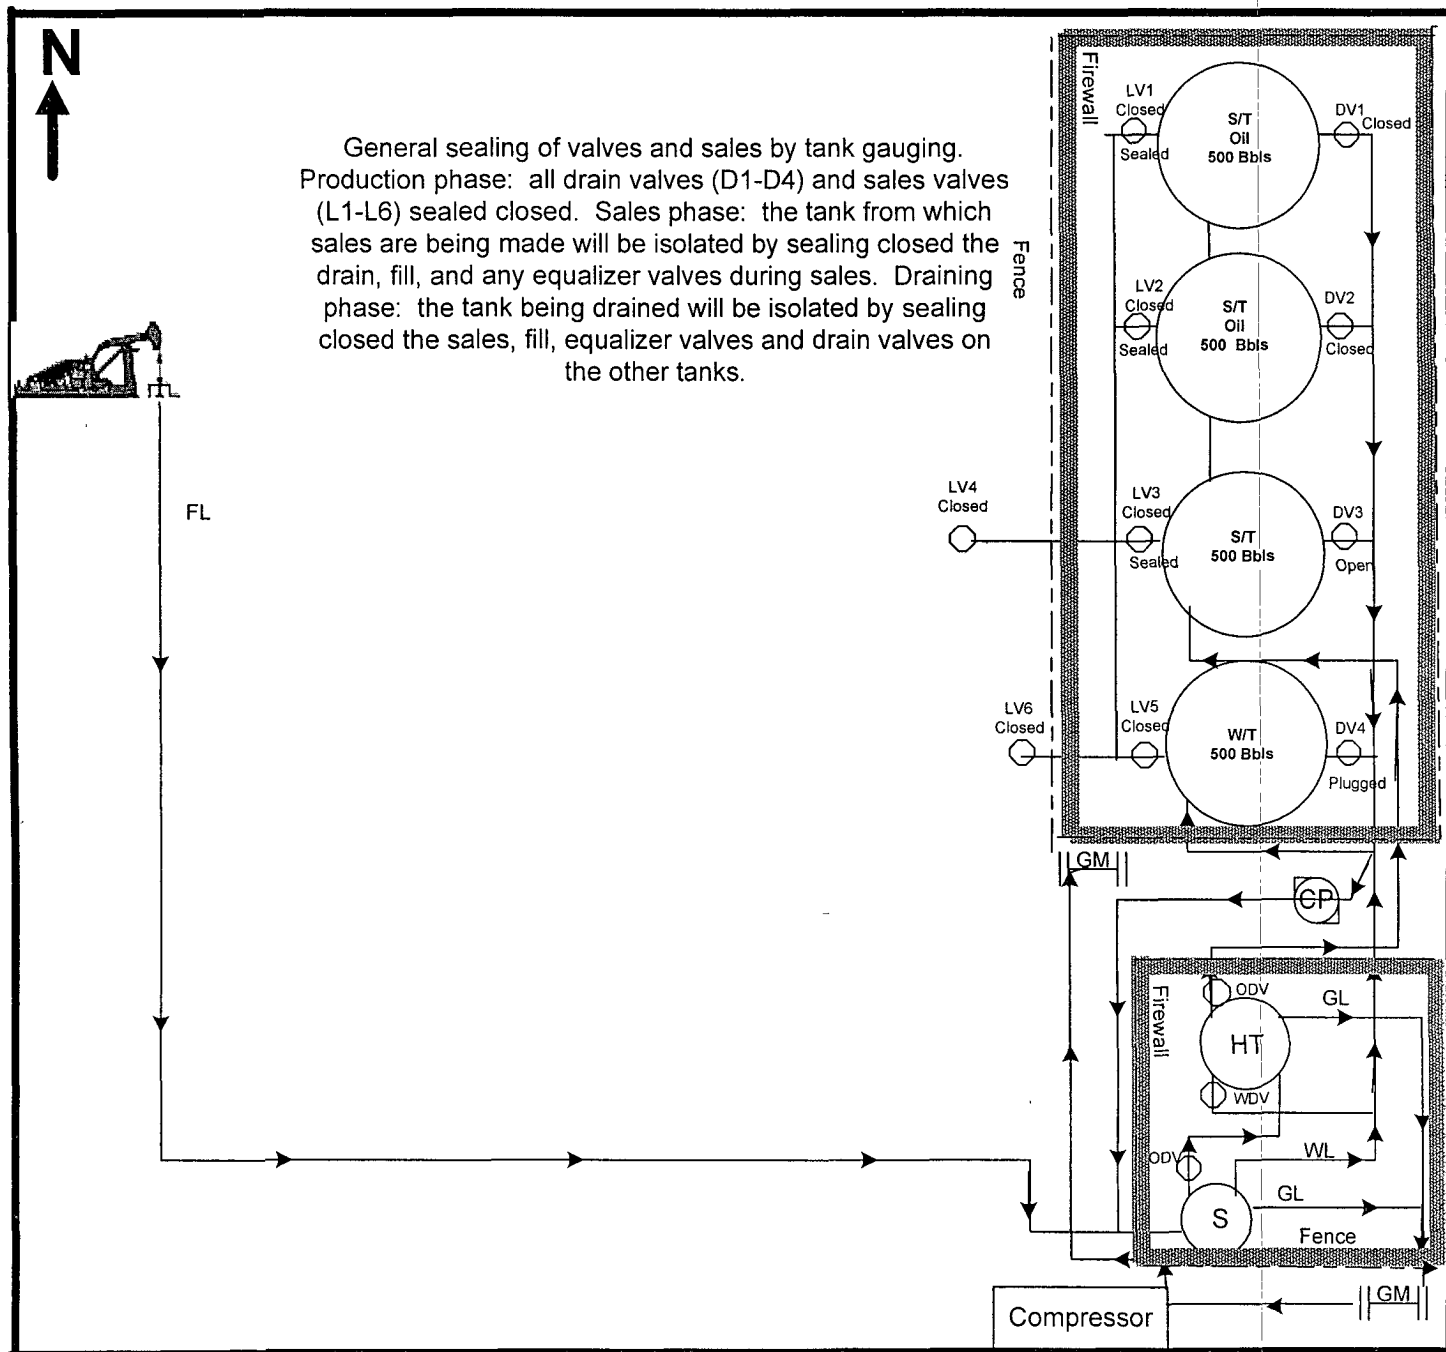 N
General sealing of valves and sales by tank gauging.
Production phase: all drain valves (D1-D4) and sales valves
(L1-L6) sealed closed. Sales phase: the tank from which
sales are being made will be isolated by sealing closed the
drain, fill, and any equalizer valves during sales. Draining
phase: the tank being drained will be isolated by sealing
closed the sales, fill, equalizer valves and drain valves on
the other tanks.
Fence
Firewall
LV1
Closed
Sealed
S/T
Oil
500 Bbls
DV1
Closed
LV2
Closed
Sealed
S/T
Oil
500 Bbls
DV2
Closed
FL
LV4
Closed
LV3
Closed
Sealed
S/T
500 Bbls
DV3
Open
LV6
Closed
LV5
Closed
W/T
500 Bbls
DV4
Plugged
GM
CP
Firewall
ODV
GL
HT
WDV
ODV
WL
GL
S
Fence
Compressor
GM